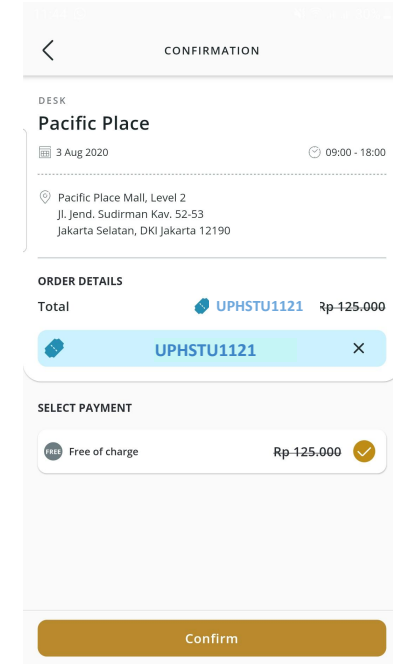 CONFIRMATION
DESK
Pacific Place
3 Aug 2020 09:00 - 18:00
Pacific Place Mall, Level 2
Jl. Jend. Sudirman Kav. 52-53
Jakarta Selatan, DKI Jakarta 12190
ORDER DETAILS
Total UPHSTU1121 Rp 125.000
UPHSTU1121
SELECT PAYMENT
FREE Free of charge Rp 125.000
Confirm